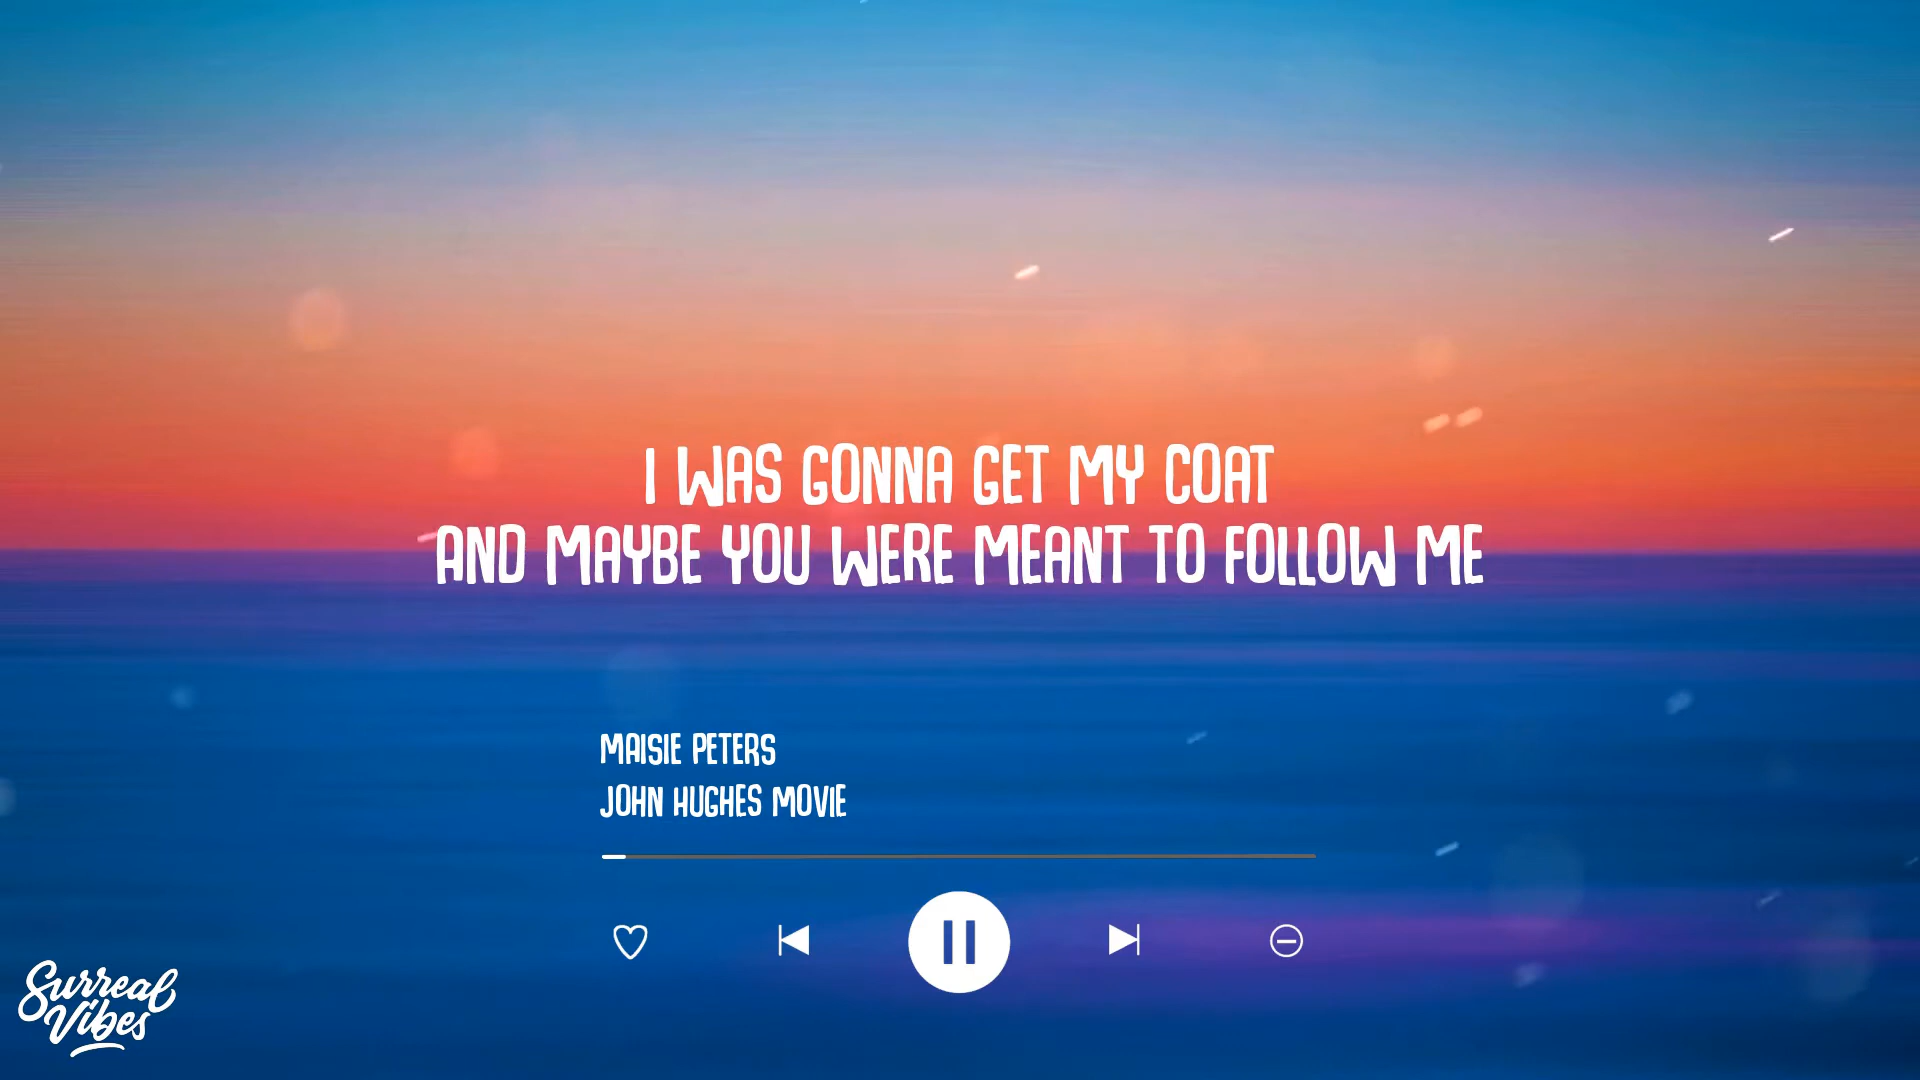 I WAS GONNA GET MY COAT
AND MAYBE YOU WERE MEANT TO FOLLOW ME
MAISIE PETERS
JOHN HUGHES MOVIE
Surreal
Vibes